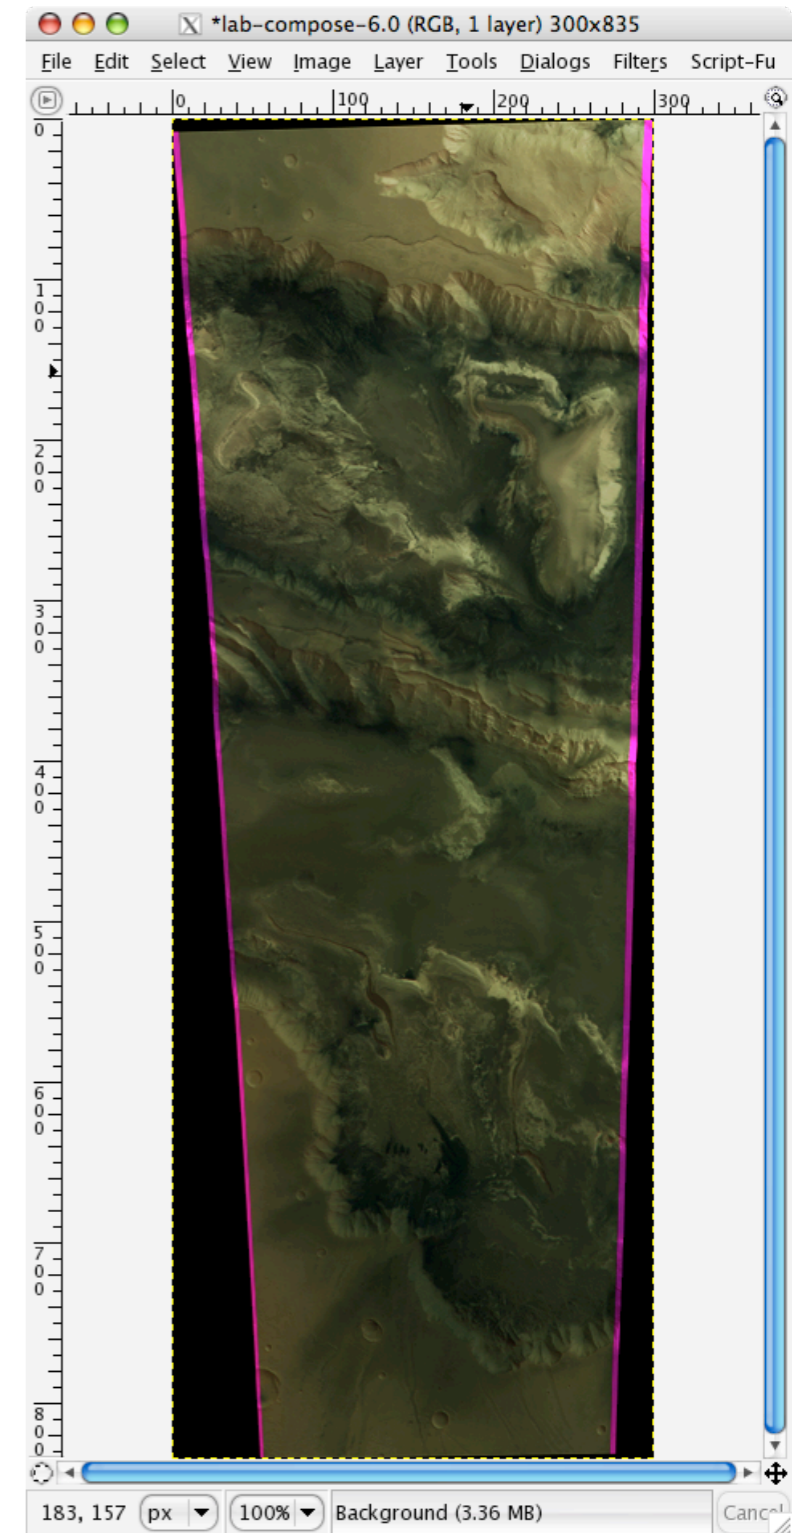 *lab-compose-6.0 (RGB, 1 layer) 300x835
File Edit Select View Image Layer Tools Dialogs Filters Script-Fu
0 100 200 300
0
100
200
300
400
500
600
700
800
183, 157 px 100% Background (3.36 MB) Cancel